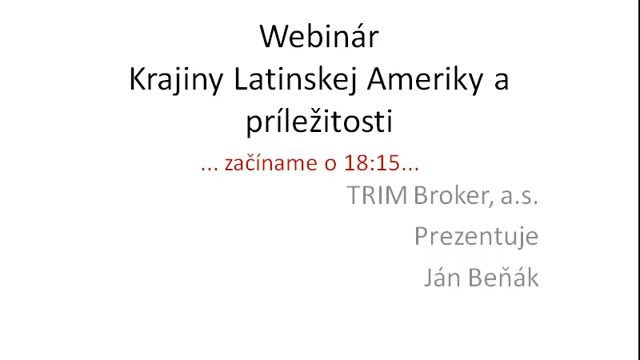 Webinár
Krajiny Latinskej Ameriky a
príležitosti
... začíname o 18:15...
TRIM Broker, a.s.
Prezentuje
Ján Beňák